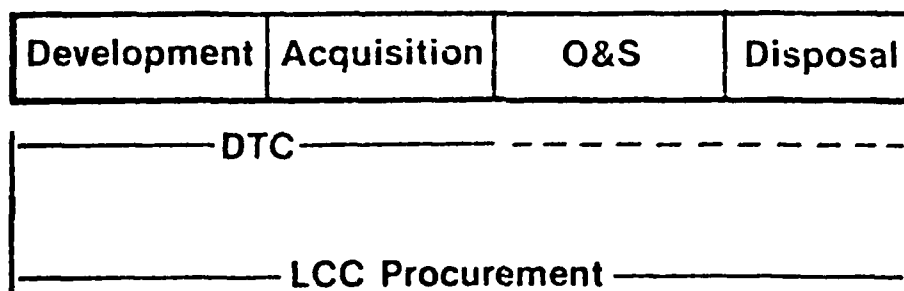 Development Acquisition O&S Disposal
DTC
LCC Procurement